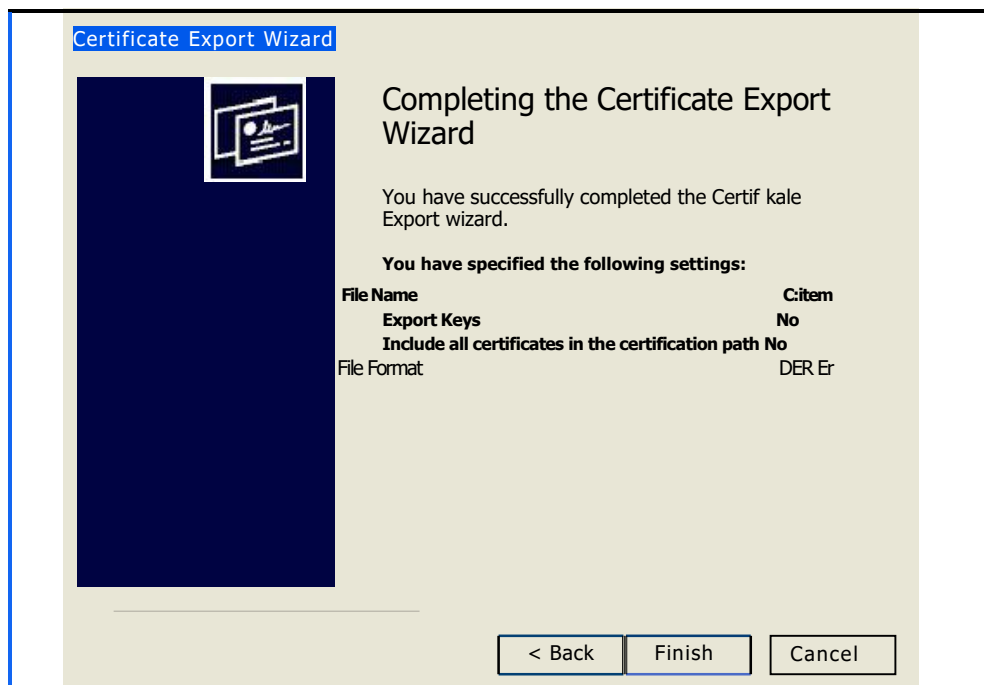 Certificate Export Wizard
Completing the Certificate Export
Wizard
You have successfully completed the Certif kale
Export wizard.
You have specified the following settings:
File Name C:item
Export Keys No
Include all certificates in the certification path No
File Format DER Er
< Back Finish Cancel